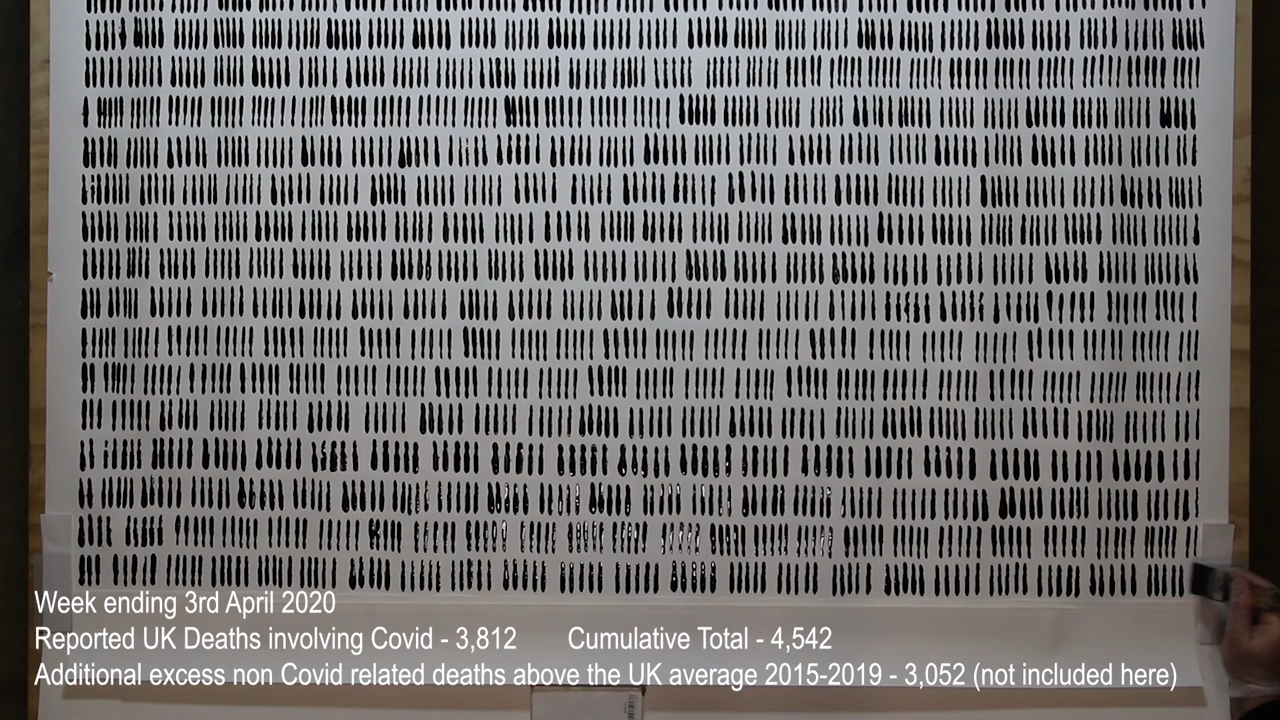 Week ending 3rd April 2020
Reported UK Deaths involving Covid - 3,812 Cumulative Total - 4,542
Additional excess non Covid related deaths above the UK average 2015-2019 - 3,052 (not included here)